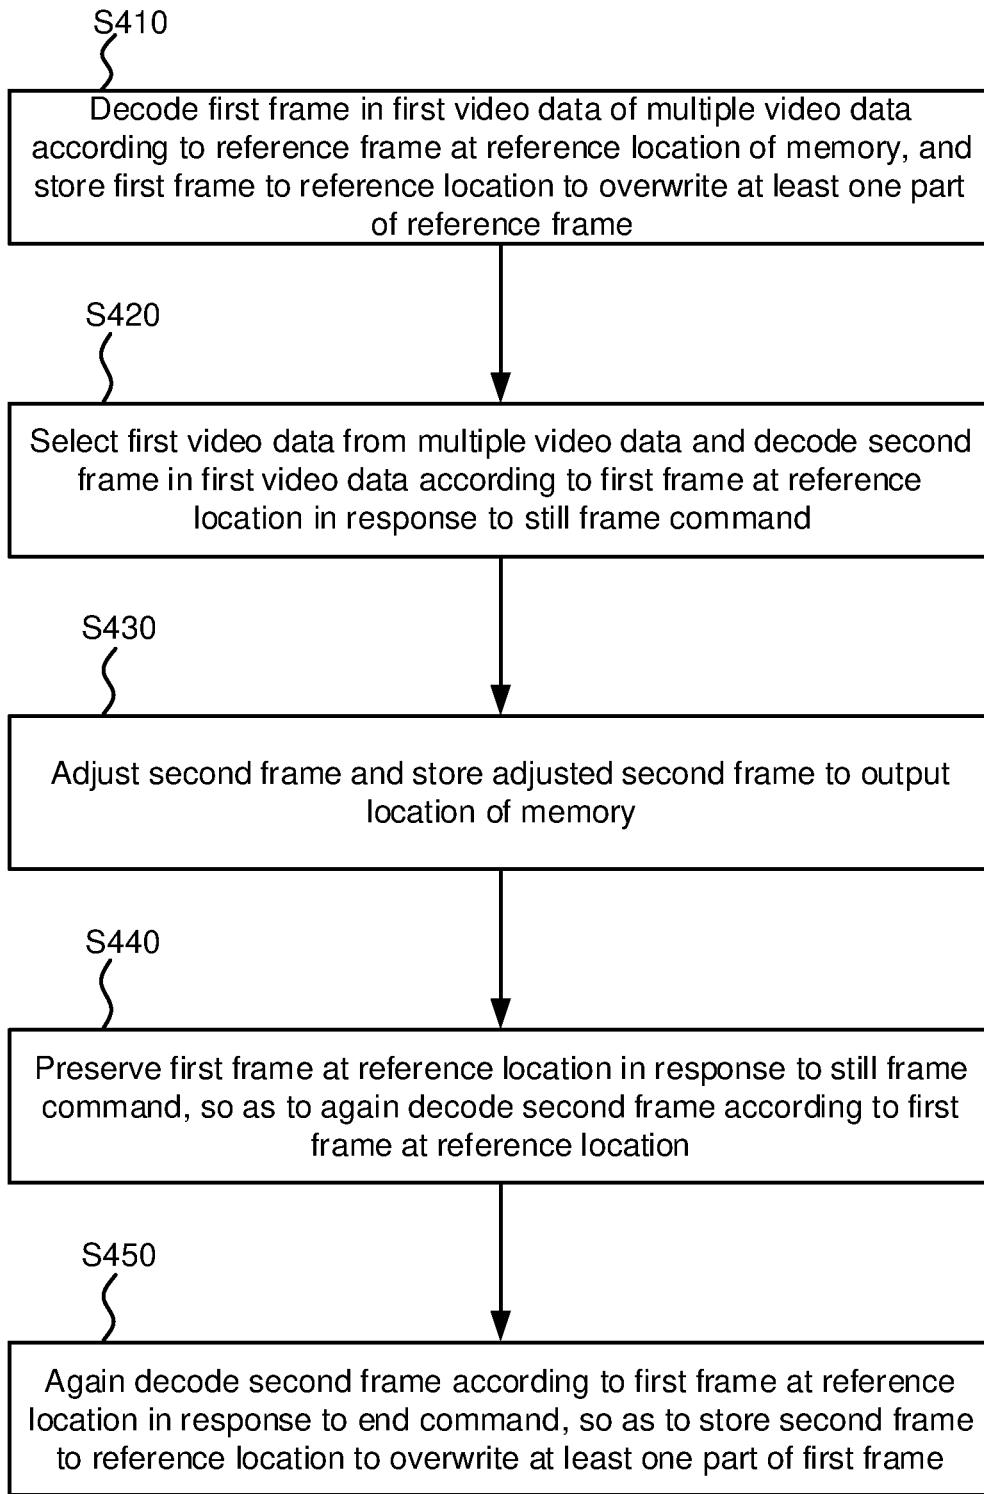 S410
Decode first frame in first video data of multiple video data
according to reference frame at reference location of memory, and
store first frame to reference location to overwrite at least one part
of reference frame
S420
Select first video data from multiple video data and decode second
frame in first video data according to first frame at reference
location in response to still frame command
S430
Adjust second frame and store adjusted second frame to output
location of memory
S440
Preserve first frame at reference location in response to still frame
command, so as to again decode second frame according to first
frame at reference location
S450
Again decode second frame according to first frame at reference
location in response to end command, so as to store second frame
to reference location to overwrite at least one part of first frame